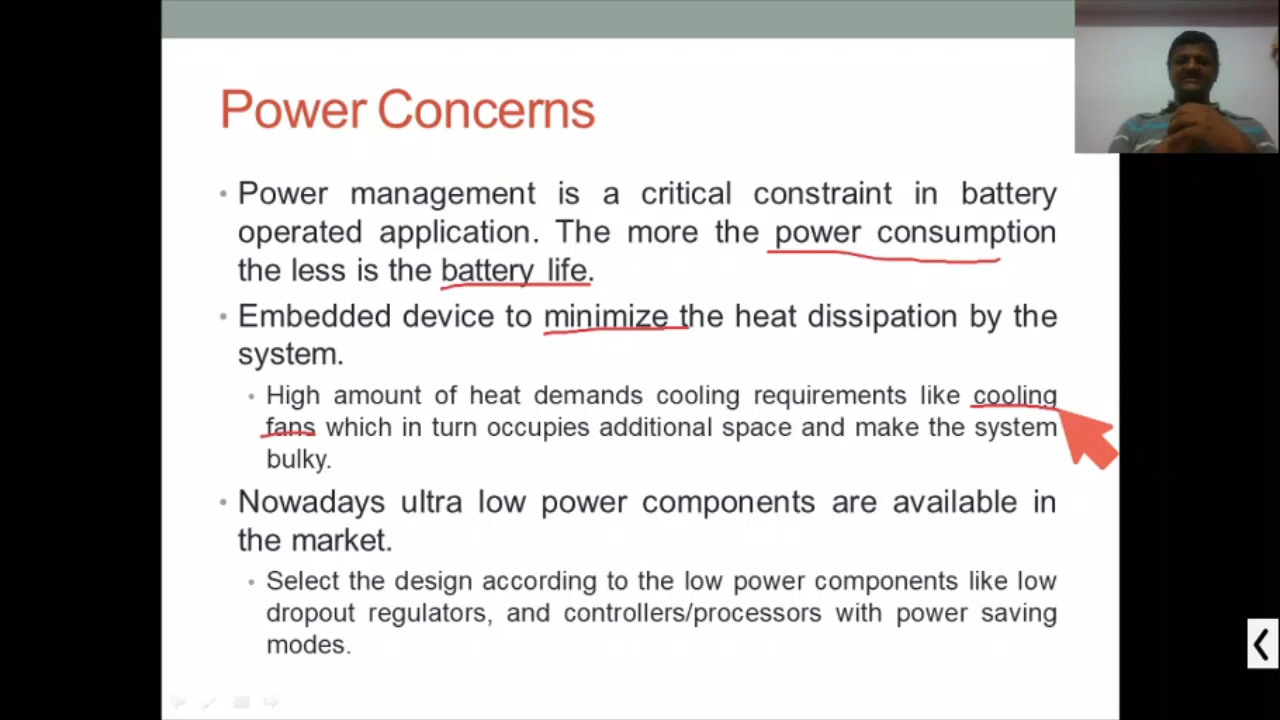 Power Concerns
• Power management is a critical constraint in battery
operated application. The more the power consumption
the less is the battery life.
• Embedded device to minimize the heat dissipation by the
system.
• High amount of heat demands cooling requirements like cooling
fans which in turn occupies additional space and make the system
bulky.
• Nowadays ultra low power components are available in
the market.
• Select the design according to the low power components like low
dropout regulators, and controllers/processors with power saving
modes.